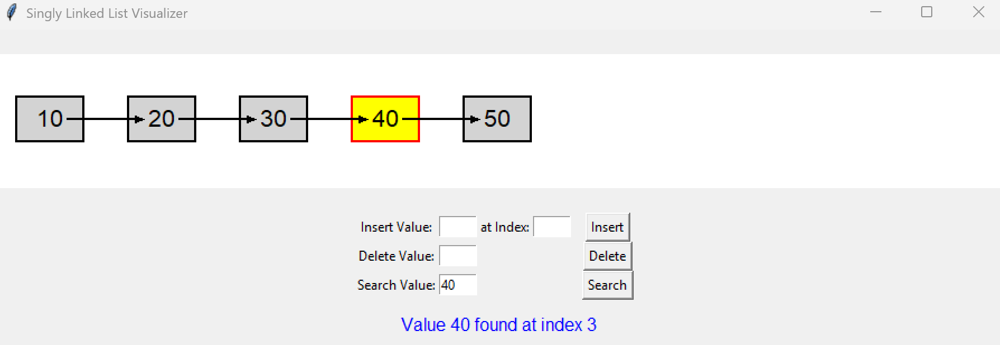 Singly Linked List Visualizer
10 20 30 40 50
Insert Value: at Index: Insert
Delete Value: Delete
Search Value: 40 Search
Value 40 found at index 3